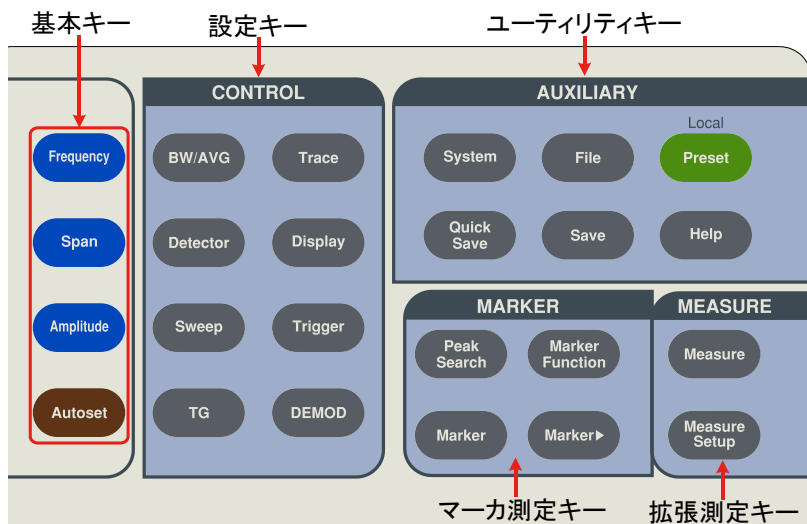 基本キー
設定キー
ユーティリティキー
CONTROL
AUXILIARY
Local
Frequency
BW/AVG
Trace
System
File
Preset
Span
Detector
Display
Quick
Save
Save
Help
MARKER
MEASURE
Amplitude
Sweep
Trigger
Peak
Search
Marker
Function
Measure
Autoset
TG
DEMOD
Marker
Marker▶
Measure
Setup
マーカ測定キー
拡張測定キー